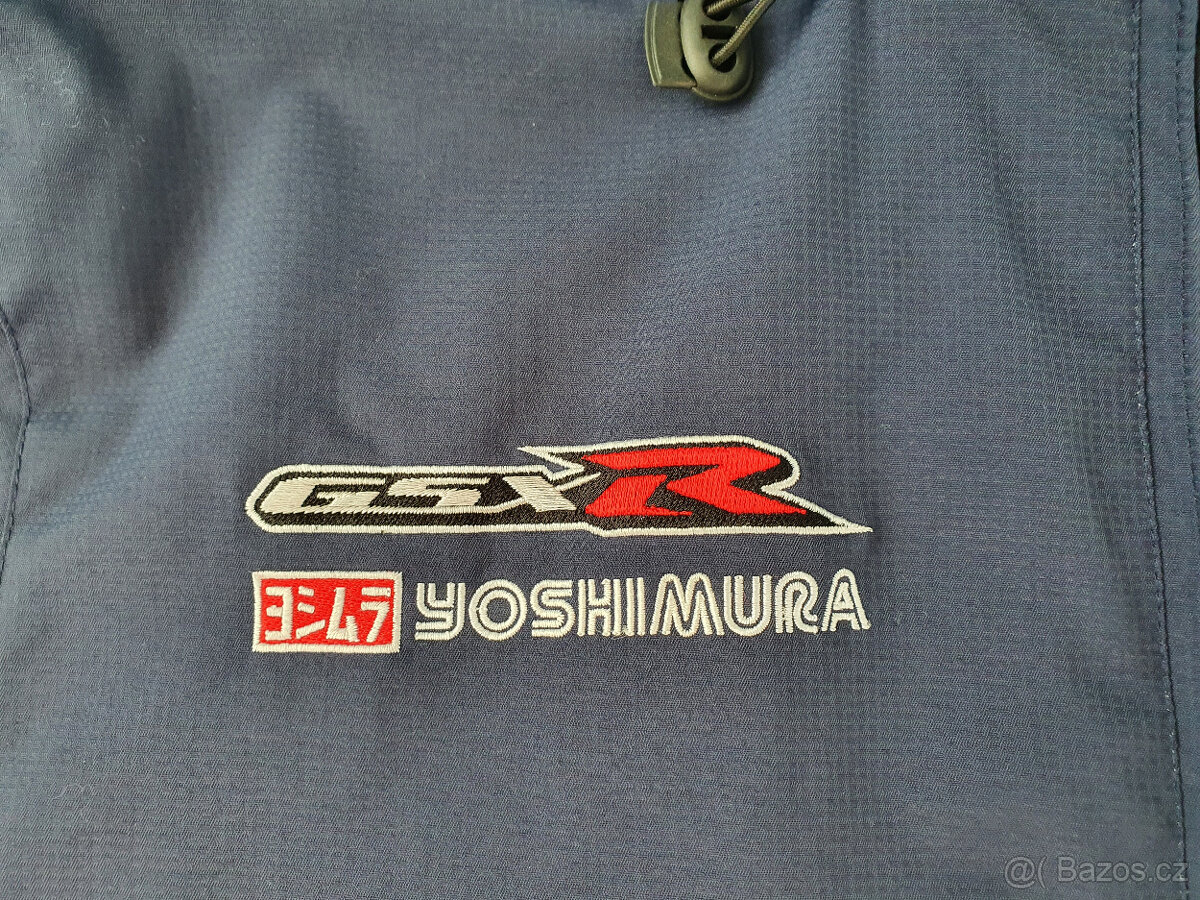 GSXR
ヨシムラ YOSHIMURA
@( Bazos.cz